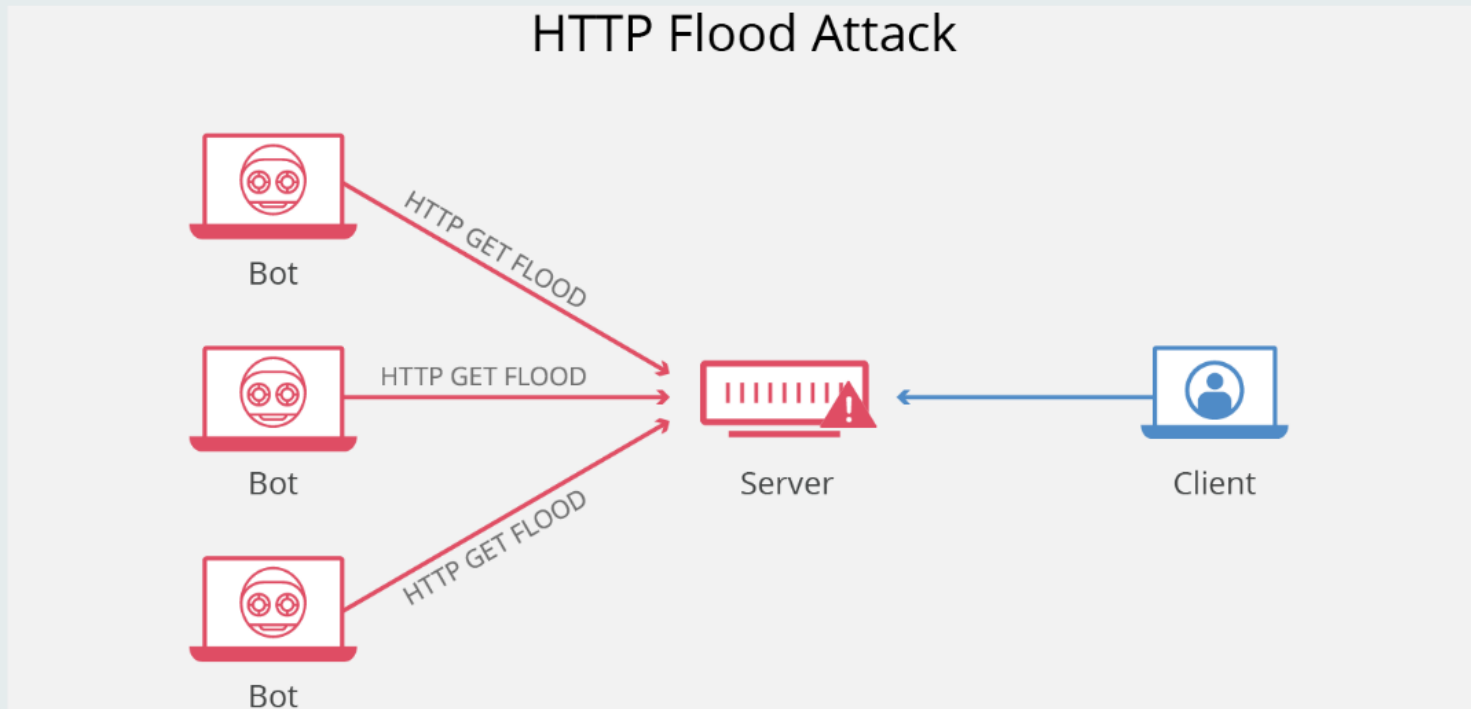 HTTP Flood Attack
HTTP GET FLOOD
Bot
HTTP GET FLOOD
Bot
Server
Client
HTTP GET FLOOD
Bot